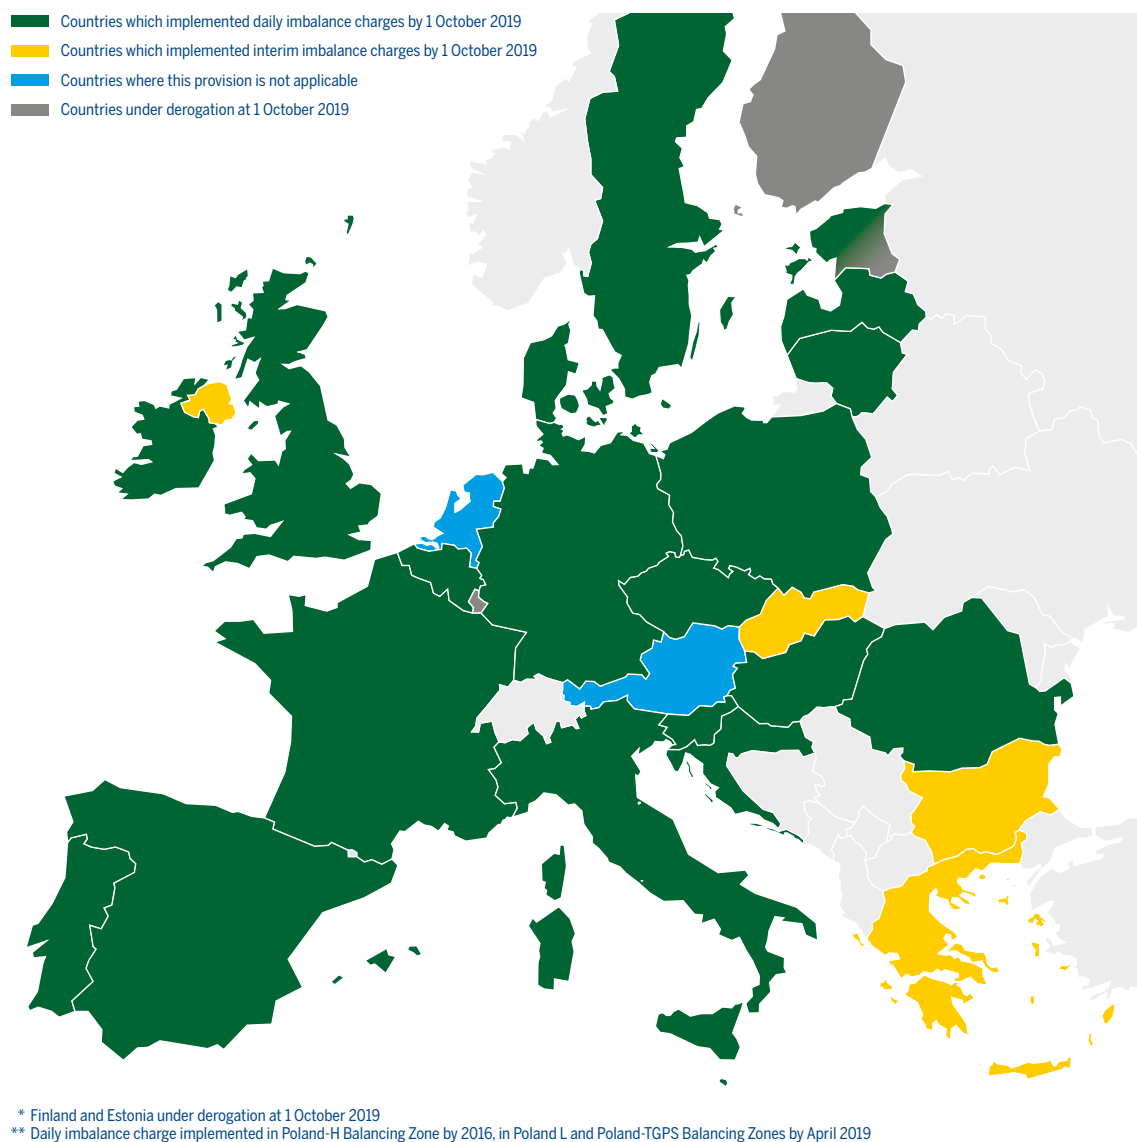 Countries which implemented daily imbalance charges by 1 October 2019
Countries which implemented interim imbalance charges by 1 October 2019
Countries where this provision is not applicable
Countries under derogation at 1 October 2019
* Finland and Estonia under derogation at 1 October 2019
** Daily imbalance charge implemented in Poland-H Balancing Zone by 2016, in Poland L and Poland-TGPS Balancing Zones by April 2019